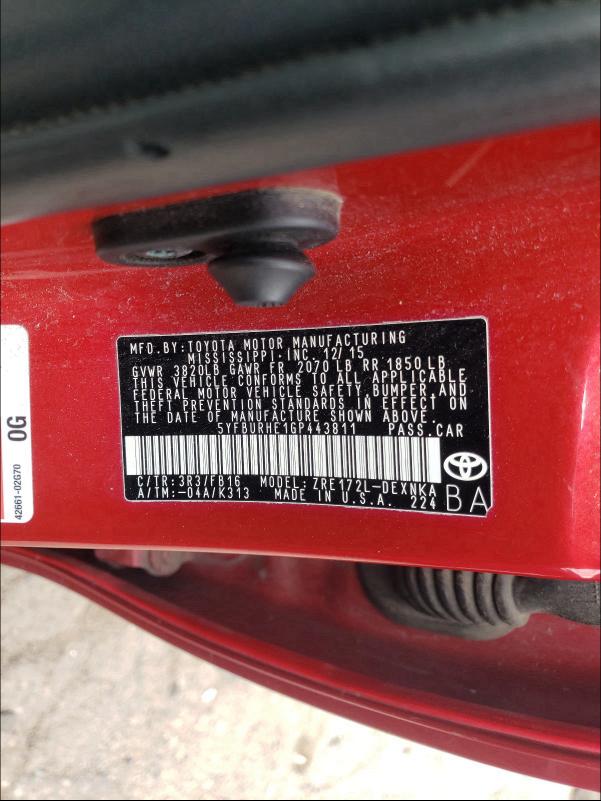 MFD.BY:TOYOTA MOTOR MANUFACTURING
MISSISSIPPI.INC. 12/15
GVWR 3820LB GAWR FR 2070 LB RR 1850LB
THIS VEHICLE CONFORMS TO ALL APPLICABLE
FEDERAL MOTOR VEHICLE SAFETY,BUMPER,AND
THEFT PREVENTION STANDARDS IN EFFECT ON
THE DATE OF MANUFACTURE SHOWN ABOVE.
5YFBURHE1GP443811 PASS.CAR
C/TR:3R3/FB16 MODEL:ZRE172L-DEXNKA
A/TM:-04A/K313 MADE IN U.S.A. 224
BA
0G
42661-02G70